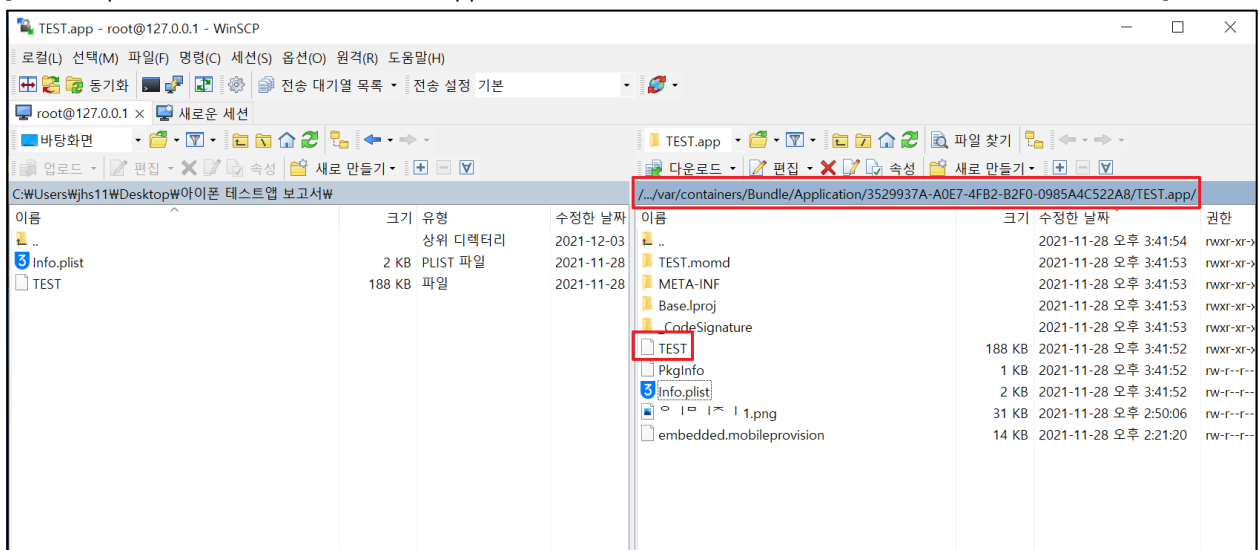 TEST.app - root@127.0.0.1 - WinSCP
로컬(L) 선택(M) 파일(F) 명령(C) 세션(S) 옵션(O) 원격(R) 도움말(H)
동기화 전송 대기열 목록 전송 설정 기본
root@127.0.0.1 × 새로운 세션
바탕화면 TEST.app 파일 찾기
업로드 편집 속성 새로 만들기 다운로드 편집 속성 새로 만들기
C:₩Users₩jhs11₩Desktop₩아이폰 테스트앱 보고서₩ /.../var/containers/Bundle/Application/3529937A-A0E7-4FB2-B2F0-0985A4C522A8/TEST.app/
이름 크기 유형 수정한 날짜 이름 크기 수정한 날짜 권한
.. 상위 디렉터리 2021-12-03 .. 2021-11-28 오후 3:41:54 rwxr-xr-x
Info.plist 2 KB PLIST 파일 2021-11-28 TEST.momd 2021-11-28 오후 3:41:53 rwxr-xr-x
TEST 188 KB 파일 2021-11-28 META-INF 2021-11-28 오후 3:41:53 rwxr-xr-x
Base.lproj 2021-11-28 오후 3:41:53 rwxr-xr-x
_CodeSignature 2021-11-28 오후 3:41:53 rwxr-xr-x
TEST 188 KB 2021-11-28 오후 3:41:52 rwxr-xr-x
PkgInfo 1 KB 2021-11-28 오후 3:41:52 rw-r--r--
Info.plist 2 KB 2021-11-28 오후 3:41:52 rw-r--r--
1.png 31 KB 2021-11-28 오후 2:50:06 rw-r--r--
embedded.mobileprovision 14 KB 2021-11-28 오후 2:21:20 rw-r--r--